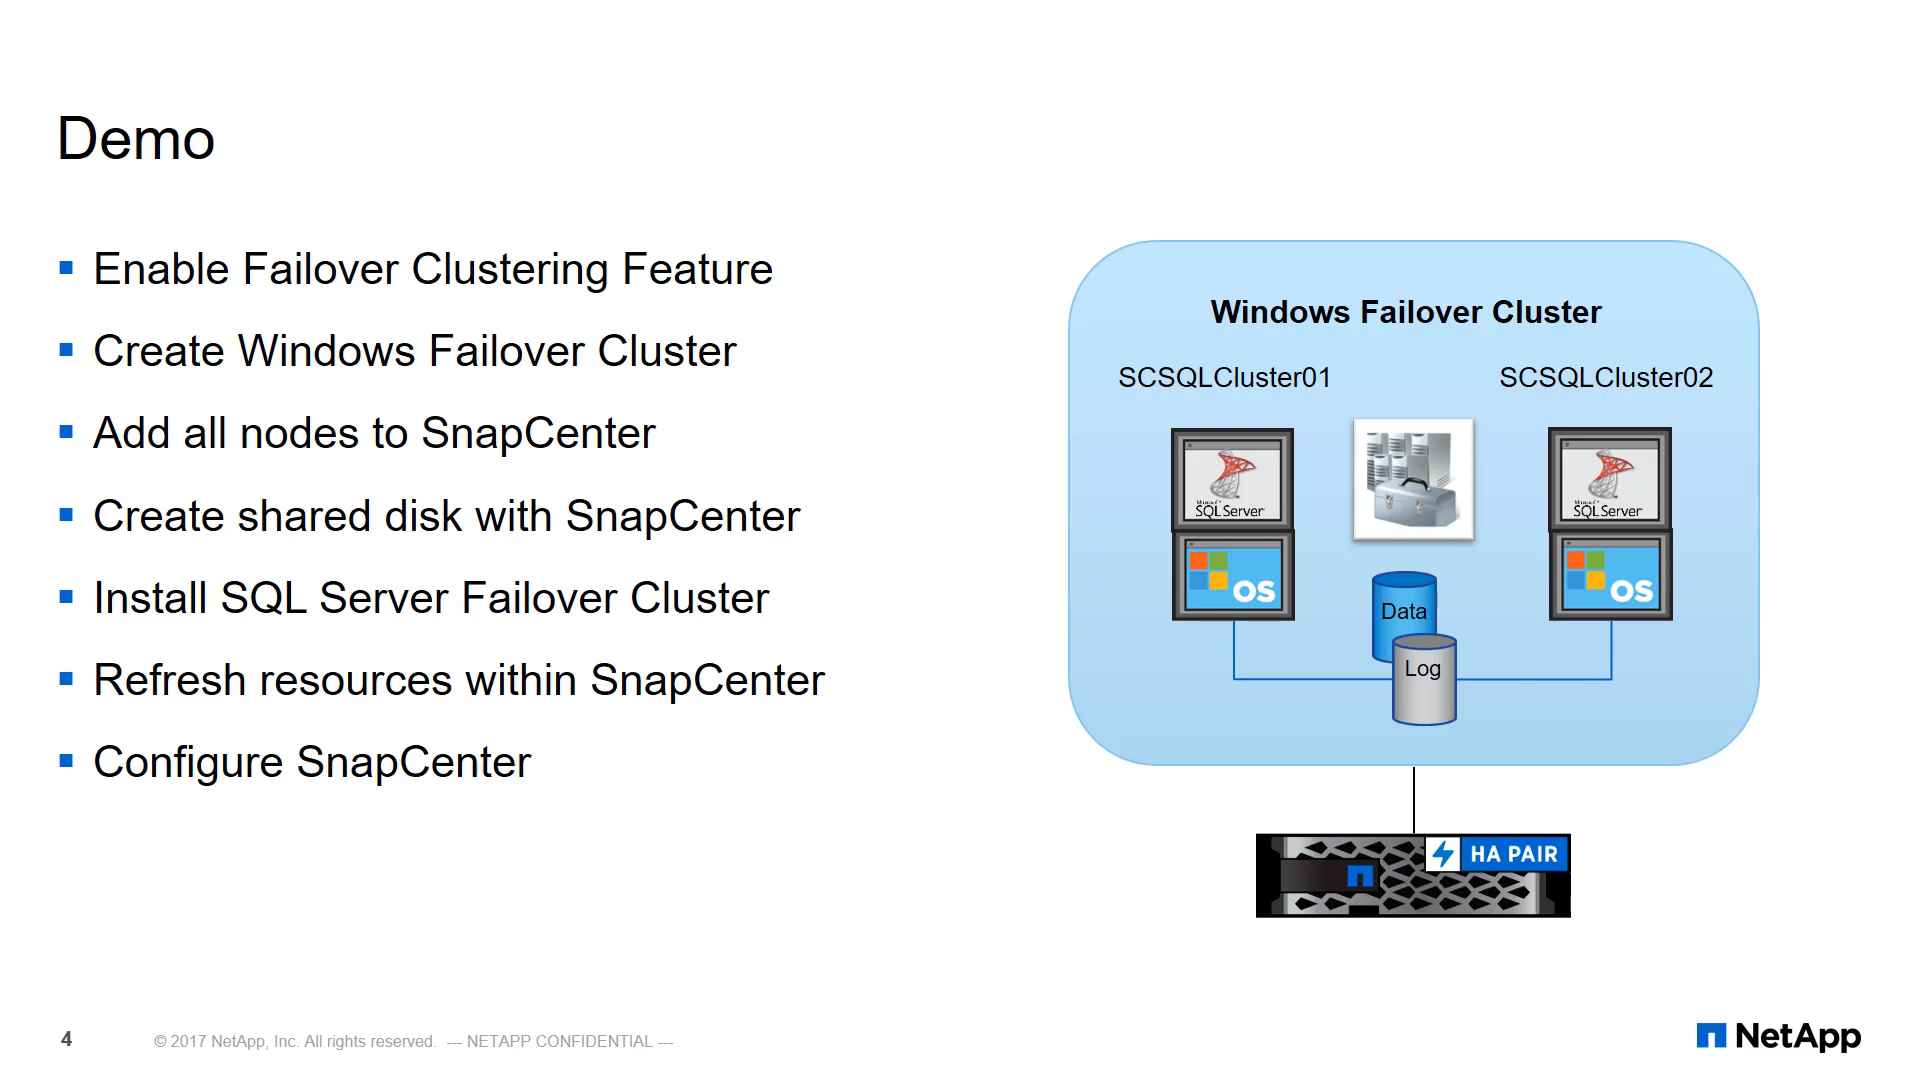 Demo
Enable Failover Clustering Feature
Create Windows Failover Cluster
Add all nodes to SnapCenter
Create shared disk with SnapCenter
Install SQL Server Failover Cluster
Refresh resources within SnapCenter
Configure SnapCenter
Windows Failover Cluster
SCSQLCluster01
SCSQLCluster02
Microsoft
SQL Server
OS
Microsoft
SQL Server
OS
Data
Log
HA PAIR
4
© 2017 NetApp, Inc. All rights reserved. --- NETAPP CONFIDENTIAL ---
NetApp